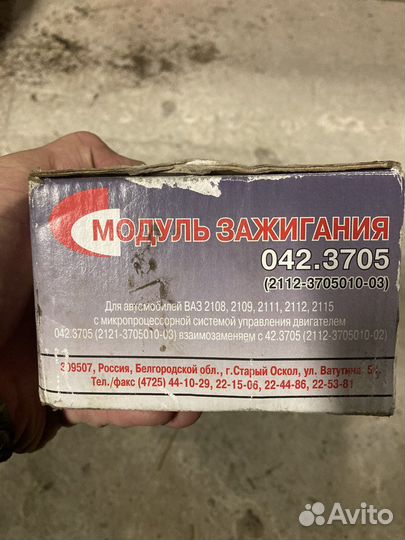 МОДУЛЬ ЗАЖИГАНИЯ
042.3705
(2112-3705010-03)
Для автомобилей ВАЗ 2108, 2109, 2111, 2112, 2115
с микропроцессорной системой управления двигателем
042.3705 (2121-3705010-03) взаимозаменяем с 42.3705 (2112-3705010-02)
309507, Россия, Белгородской обл., г.Старый Оскол, ул. Ватутина
Тел./факс (4725) 44-10-29, 22-15-06, 22-44-86, 22-53-81
Avito